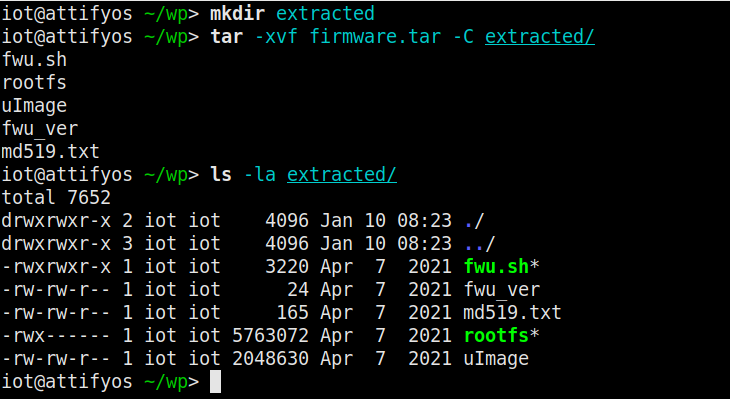 iot@attifyos ~/wp> mkdir extracted
iot@attifyos ~/wp> tar -xvf firmware.tar -C extracted/
fwu.sh
rootfs
uImage
fwu_ver
md519.txt
iot@attifyos ~/wp> ls -la extracted/
total 7652
drwxrwxr-x 2 iot iot    4096 Jan 10 08:23 ./
drwxrwxr-x 3 iot iot    4096 Jan 10 08:23 ../
-rwxrwxr-x 1 iot iot    3220 Apr  7  2021 fwu.sh*
-rw-rw-r-- 1 iot iot      24 Apr  7  2021 fwu_ver
-rw-rw-r-- 1 iot iot     165 Apr  7  2021 md519.txt
-rwx------ 1 iot iot 5763072 Apr  7  2021 rootfs*
-rw-rw-r-- 1 iot iot 2048630 Apr  7  2021 uImage
iot@attifyos ~/wp>